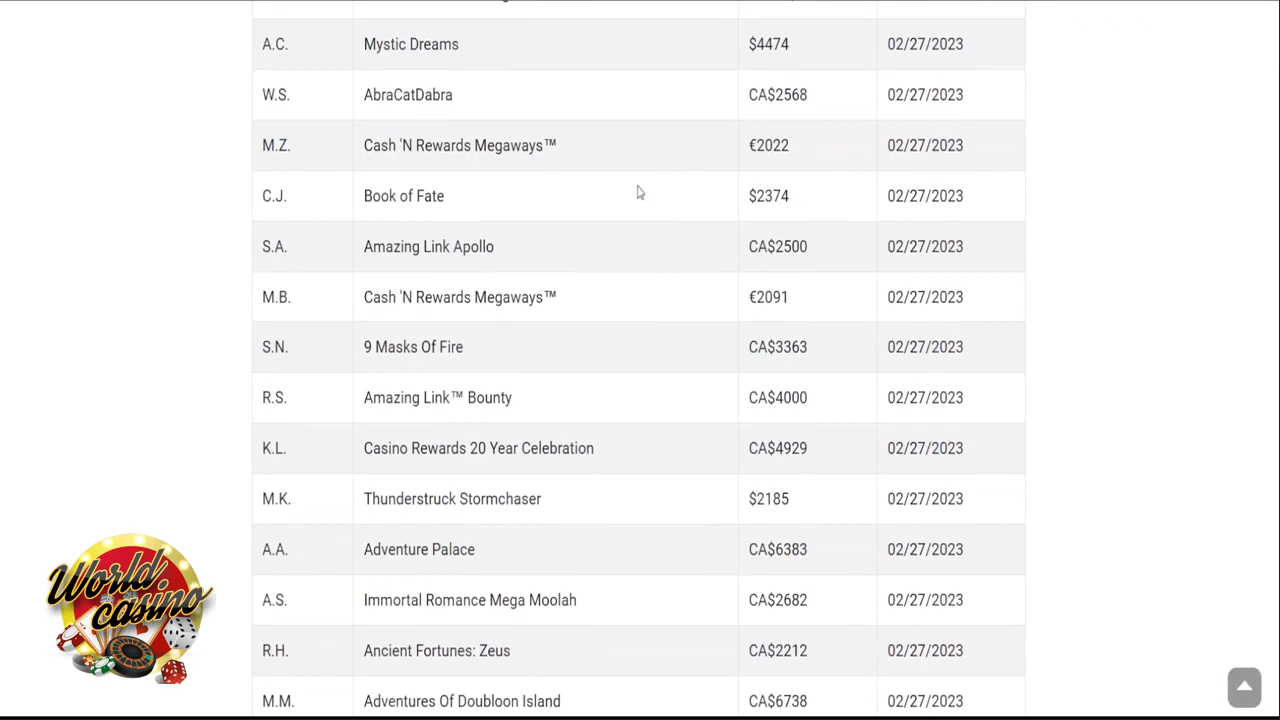 A.C. Mystic Dreams $4474 02/27/2023
W.S. AbraCatDabra CA$2568 02/27/2023
M.Z. Cash 'N Rewards Megaways™ €2022 02/27/2023
C.J. Book of Fate $2374 02/27/2023
S.A. Amazing Link Apollo CA$2500 02/27/2023
M.B. Cash 'N Rewards Megaways™ €2091 02/27/2023
S.N. 9 Masks Of Fire CA$3363 02/27/2023
R.S. Amazing Link™ Bounty CA$4000 02/27/2023
K.L. Casino Rewards 20 Year Celebration CA$4929 02/27/2023
M.K. Thunderstruck Stormchaser $2185 02/27/2023
A.A. Adventure Palace CA$6383 02/27/2023
A.S. Immortal Romance Mega Moolah CA$2682 02/27/2023
R.H. Ancient Fortunes: Zeus CA$2212 02/27/2023
M.M. Adventures Of Doubloon Island CA$6738 02/27/2023
World
casino